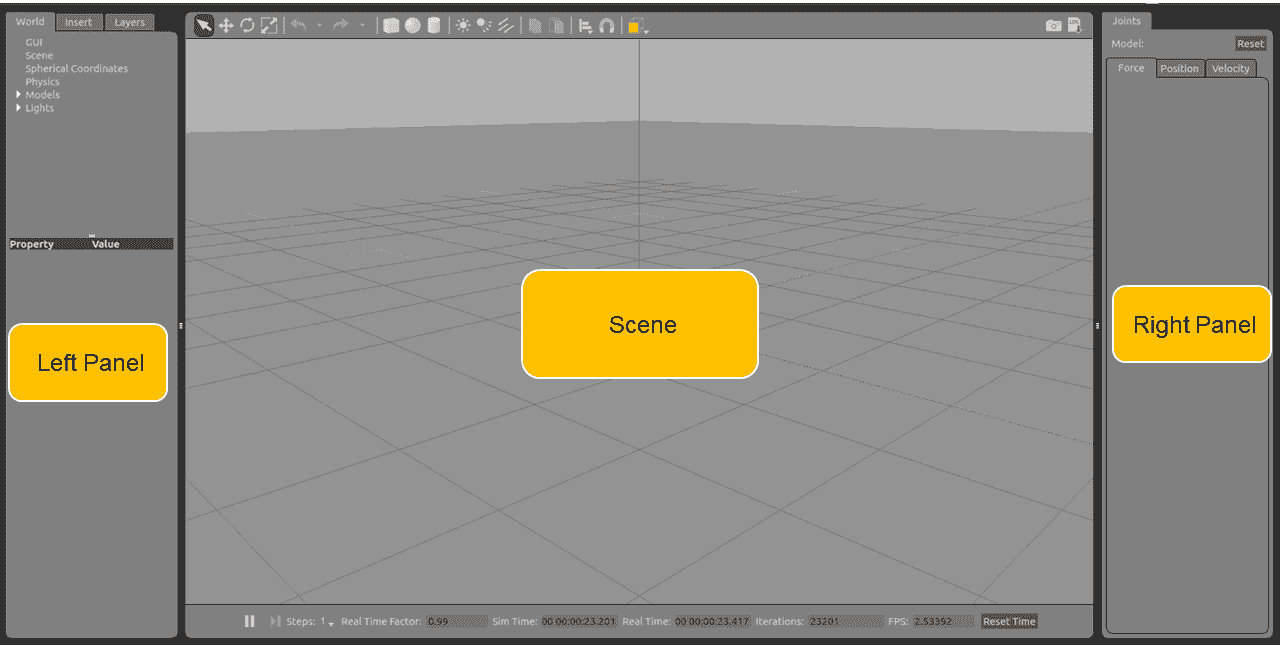 World Insert Layers
GUI
Scene
Spherical Coordinates
Physics
Models
Lights
Property Value
Left Panel
LOG
Scene
Steps: 1 Real Time Factor: 0.99 Sim Time: 00 00:00:23.201 Real Time: 00 00:00:23.417 Iterations: 23201 FPS: 2.53392 Reset Time
Joints
Model: Reset
Force Position Velocity
Right Panel